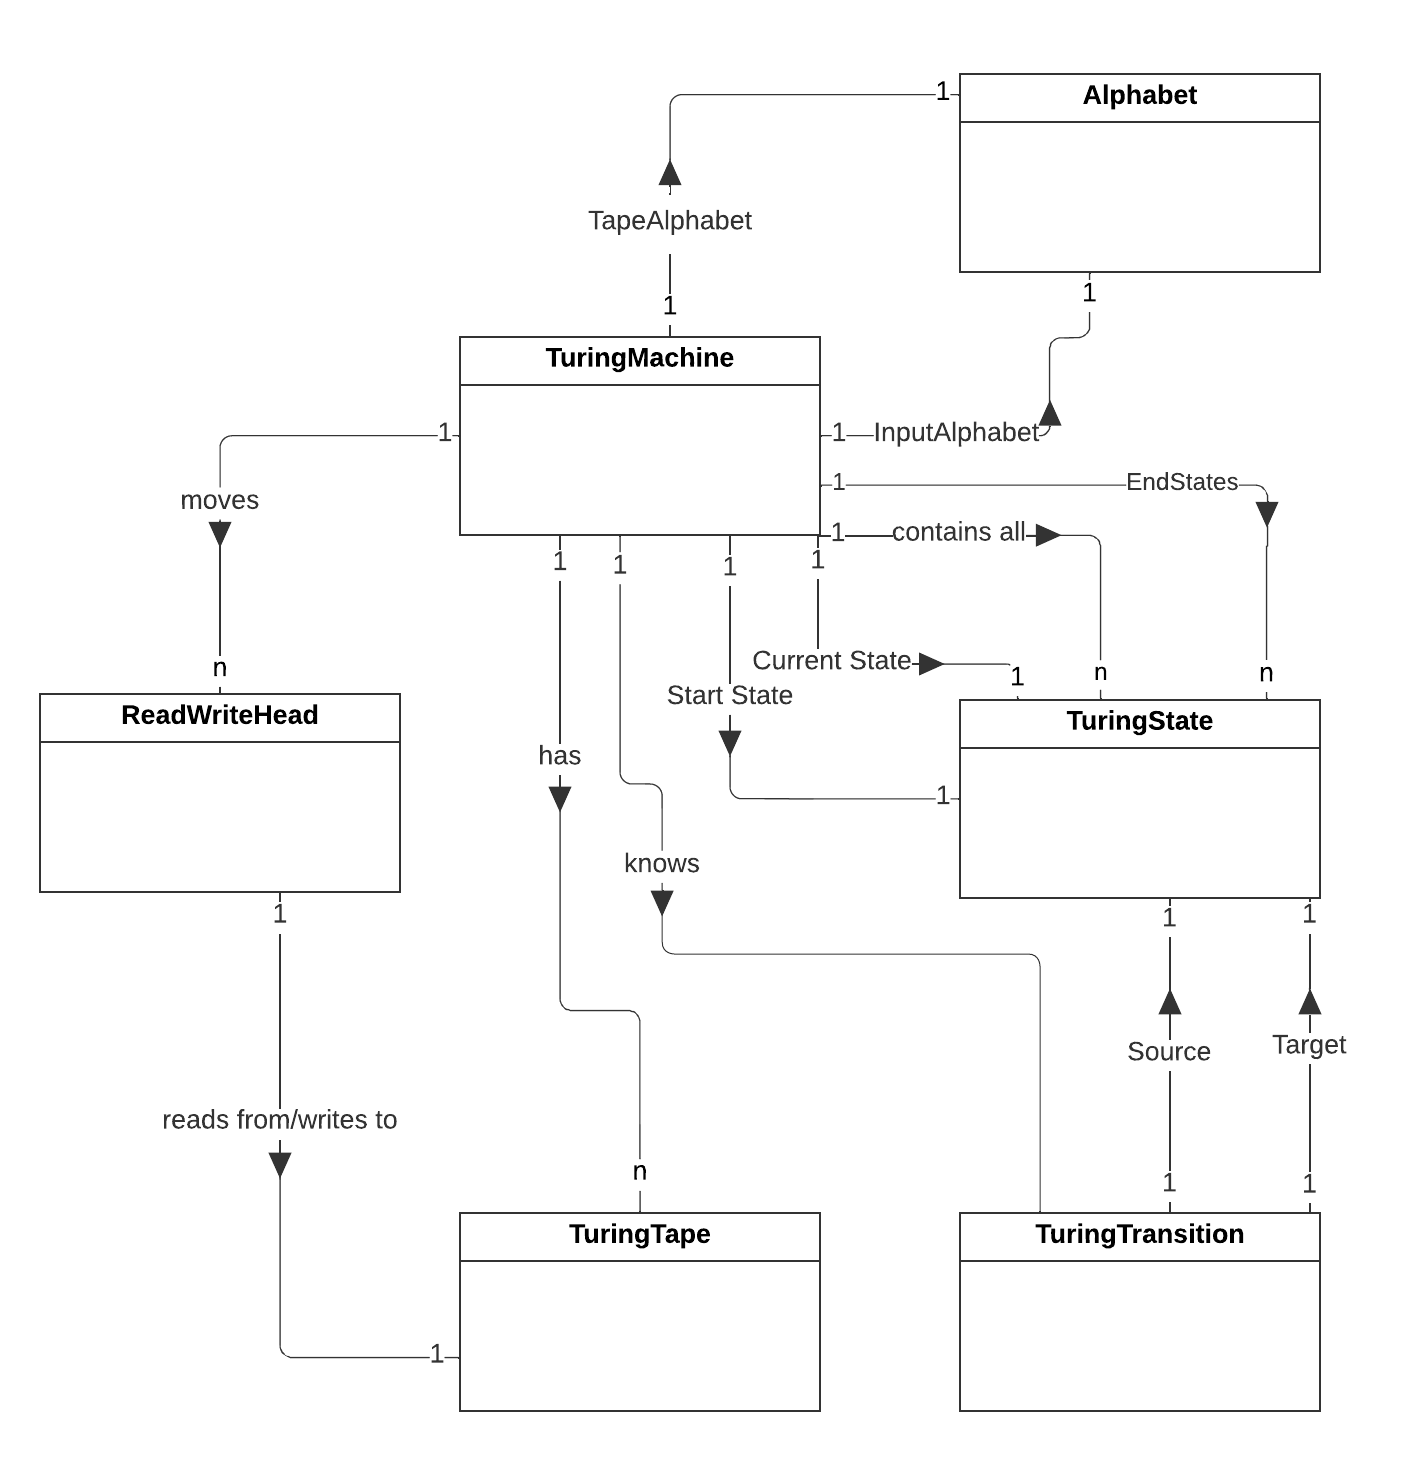 1
Alphabet
TapeAlphabet
1
1
TuringMachine
1
1
InputAlphabet
1
EndStates
moves
1
contains all
1
1
1
1
Current State
n
1
n
n
Start State
ReadWriteHead
TuringState
has
1
knows
1
1
1
Source
Target
reads from/writes to
n
1
1
TuringTape
TuringTransition
1